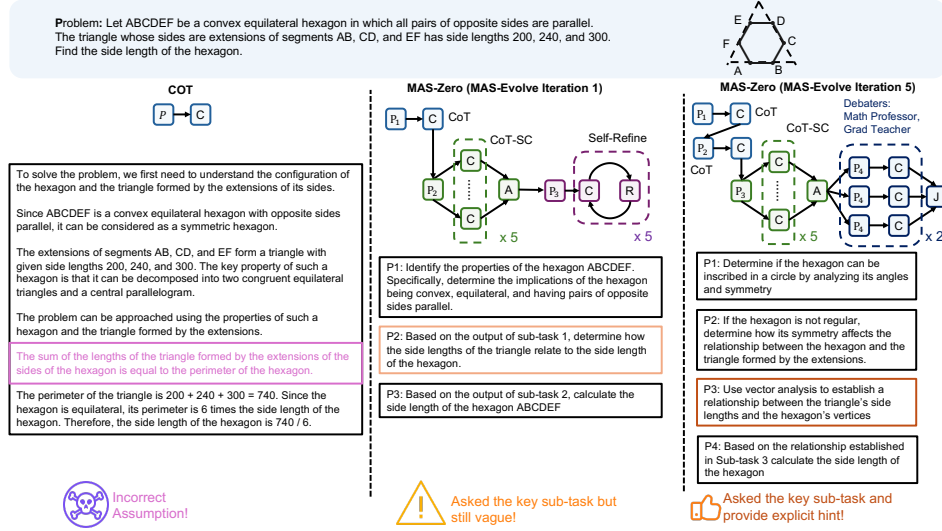 Problem: Let ABCDEF be a convex equilateral hexagon in which all pairs of opposite sides are parallel.
The triangle whose sides are extensions of segments AB, CD, and EF has side lengths 200, 240, and 300.
Find the side length of the hexagon.
E
D
F
C
A
B
COT
P
C
To solve the problem, we first need to understand the configuration
of the hexagon and the triangle formed by the extensions of its sides.
Since ABCDEF is a convex equilateral hexagon with opposite sides
parallel, it can be considered as a symmetric hexagon.
The extensions of segments AB, CD, and EF form a triangle with
given side lengths 200, 240, and 300. The key property of such a
hexagon is that it can be decomposed into two congruent equilateral
triangles and a central parallelogram.
The problem can be approached using the properties of such a
hexagon and the triangle formed by the extensions.
The sum of the lengths of the triangle formed by the extensions of the
sides of the hexagon is equal to the perimeter of the hexagon.
The perimeter of the triangle is 200 + 240 + 300 = 740. Since the
hexagon is equilateral, its perimeter is 6 times the side length of the
hexagon. Therefore, the side length of the hexagon is 740 / 6.
Incorrect
Assumption!
MAS-Zero (MAS-Evolve Iteration 1)
P1
C
CoT
CoT-SC
Self-Refine
C
P2
A
P3
C
R
C
x 5
x 5
P1: Identify the properties of the hexagon ABCDEF.
Specifically, determine the implications of the hexagon
being convex, equilateral, and having pairs of opposite
sides parallel.
P2: Based on the output of sub-task 1, determine how
the side lengths of the triangle relate to the side length
of the hexagon.
P3: Based on the output of sub-task 2, calculate the
side length of the hexagon ABCDEF
Asked the key sub-task but
still vague!
MAS-Zero (MAS-Evolve Iteration 5)
P1
C
CoT
P2
C
CoT
CoT-SC
Debaters:
Math Professor,
Grad Teacher
C
P3
A
C
P4
C
P4
C
P4
C
J
x 5
x 2
P1: Determine if the hexagon can be
inscribed in a circle by analyzing its angles
and symmetry
P2: If the hexagon is not regular,
determine how its symmetry affects the
relationship between the hexagon and the
triangle formed by the extensions.
P3: Use vector analysis to establish a
relationship between the triangle's side
lengths and the hexagon's vertices
P4: Based on the relationship established
in Sub-task 3 calculate the side length of
the hexagon
Asked the key sub-task and
provide explicit hint!